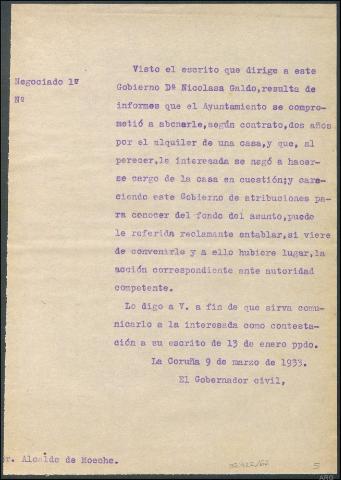 Visto el escrito que dirige a este
Negociado 1º
Gobierno Dª Nicolasa Galdo,resulta de
Nº
informes que el Ayuntamiento se compro-
metió a abonarle,según contrato,dos años
por el alquiler de una casa,y que, al
perecer,la interesada se negó a hacer-
se cargo de la casa en cuestión;y care-
ciendo este Gobierno de atribuciones pa-
ra conocer del fondo del asunto,puede
la referida reclamante entablar,si viere
de convenirle y a ello hubiere lugar,la
acción correspondiente ante autoridad
competente.
Lo digo a V. a fin de que sirva comu-
nicarlo a la interesada como contesta-
ción a su escrito de 13 de enero ppdo.
La Coruña 9 de marzo de 1933.
El Gobernador civil,
r. Alcalde de Moeche.
5
ARG